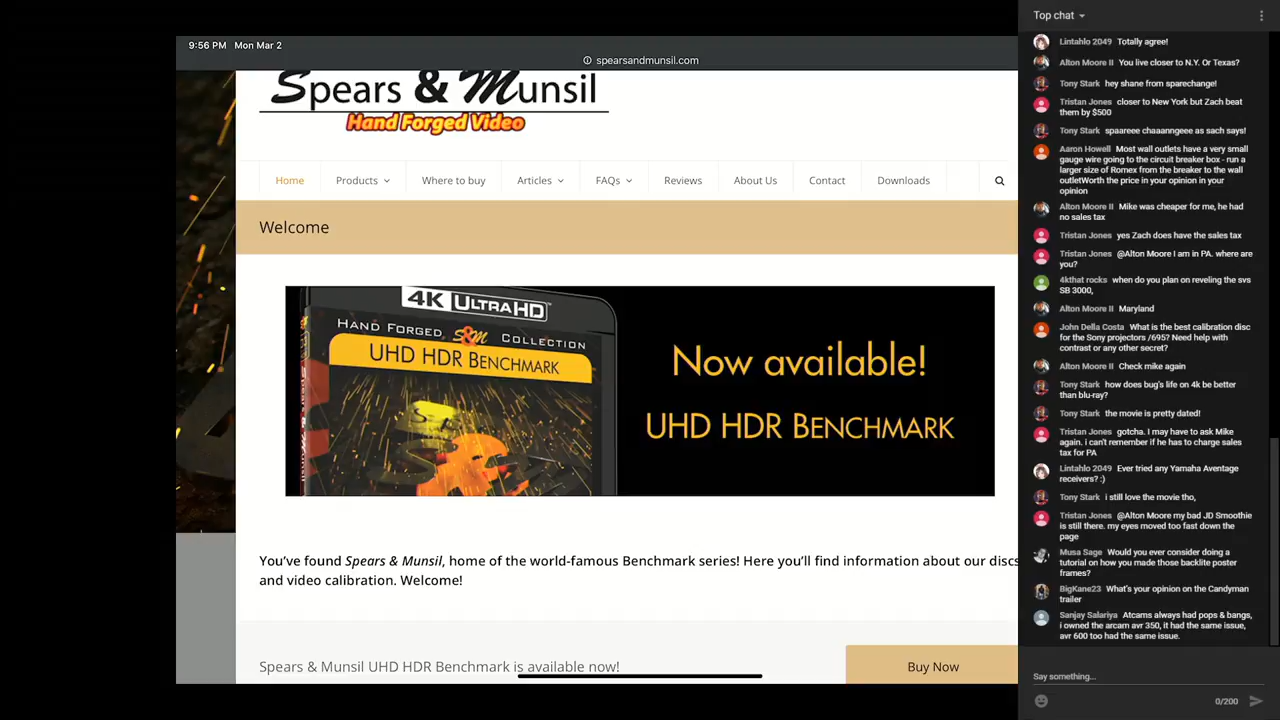 9:56 PM Mon Mar 2
spearsandmunsil.com
Spears & Munsil
Hand Forged Video
Home Products Where to buy Articles FAQs Reviews About Us Contact Downloads
Welcome
4K ULTRAHD
HAND FORGED S&M COLLECTION
UHD HDR BENCHMARK
Now available!
UHD HDR BENCHMARK
You've found Spears & Munsil, home of the world-famous Benchmark series! Here you'll find information about our discs
and video calibration. Welcome!
Spears & Munsil UHD HDR Benchmark is available now!
Buy Now
Top chat
Lintahlo 2049 Totally agree!
Alton Moore II You live closer to N.Y. Or Texas?
Tony Stark hey shane from sparechange!
Tristan Jones closer to New York but Zach beat
them by $500
Tony Stark spaareee chaaanngeee as sach says!
Aaron Howell Most wall outlets have a very small
gauge wire going to the circuit breaker box - run a
larger size of Romex from the breaker to the wall
outletWorth the price in your opinion in your
opinion
Alton Moore II Mike was cheaper for me, he had
no sales tax
Tristan Jones yes Zach does have the sales tax
Tristan Jones @Alton Moore I am in PA. where are
you?
4kthat rocks when do you plan on reveling the svs
SB 3000,
Alton Moore II Maryland
John Della Costa What is the best calibration disc
for the Sony projectors /695? Need help with
contrast or any other secret?
Alton Moore II Check mike again
Tony Stark how does bug's life on 4k be better
than blu-ray?
Tony Stark the movie is pretty dated!
Tristan Jones gotcha. I may have to ask Mike
again. i can't remember if he has to charge sales
tax for PA
Lintahlo 2049 Ever tried any Yamaha Aventage
receivers? :)
Tony Stark i still love the movie tho,
Tristan Jones @Alton Moore my bad JD Smoothie
is still there. my eyes moved too fast down the
page
Musa Sage Would you ever consider doing a
tutorial on how you made those backlite poster
frames?
BigKane23 What's your opinion on the Candyman
trailer
Sanjay Salariya Atcams always had pops & bangs,
i owned the arcam avr 350, it had the same issue,
avr 600 too had the same issue.
Say something...
0/200